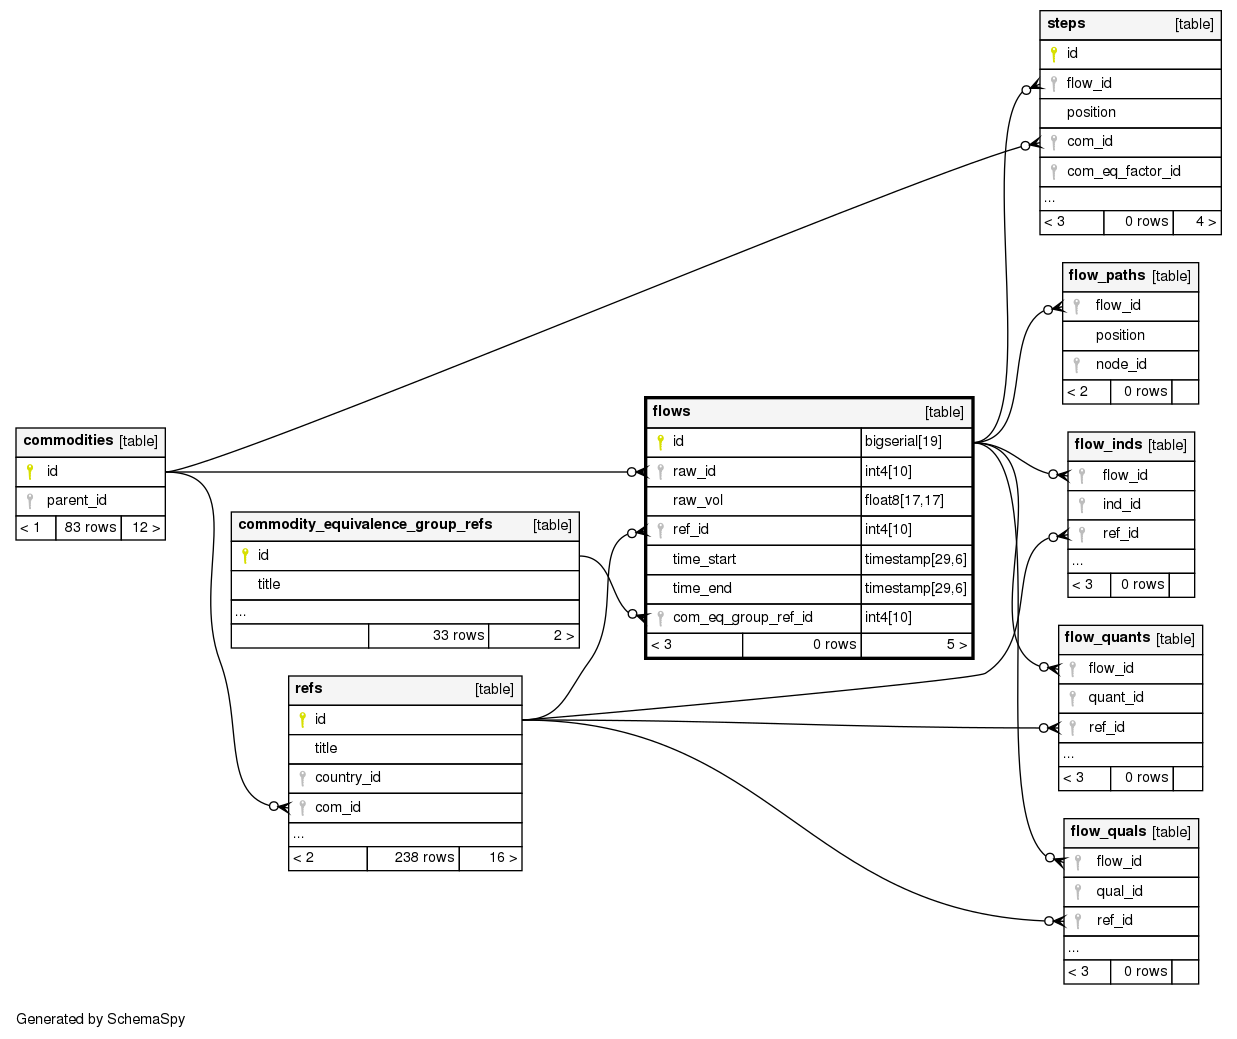 steps [table]
id
flow_id
position
com_id
com_eq_factor_id
...
< 3 0 rows 4 >
flow_paths [table]
flow_id
position
node_id
< 2 0 rows
flows [table]
id bigserial[19]
raw_id int4[10]
raw_vol float8[17,17]
ref_id int4[10]
time_start timestamp[29,6]
time_end timestamp[29,6]
com_eq_group_ref_id int4[10]
< 3 0 rows 5 >
commodities [table]
id
parent_id
< 1 83 rows 12 >
flow_inds [table]
flow_id
ind_id
ref_id
...
< 3 0 rows
commodity_equivalence_group_refs [table]
id
title
...
33 rows 2 >
flow_quants [table]
flow_id
quant_id
ref_id
...
< 3 0 rows
refs [table]
id
title
country_id
com_id
...
< 2 238 rows 16 >
flow_quals [table]
flow_id
qual_id
ref_id
...
< 3 0 rows
Generated by SchemaSpy